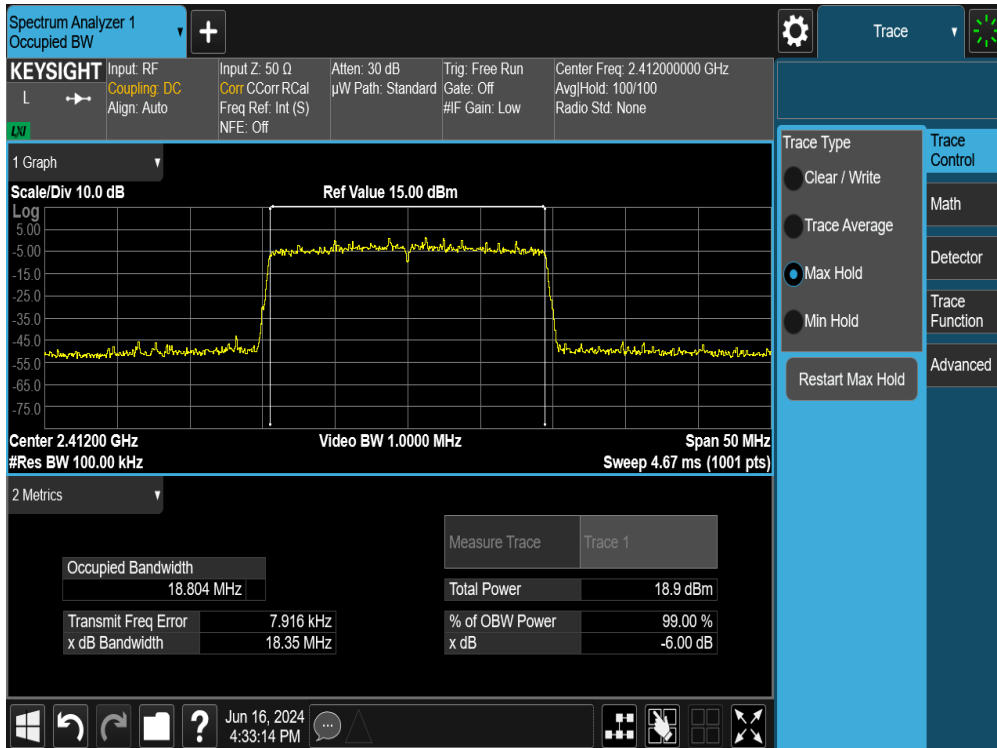 Spectrum Analyzer 1
Occupied BW
Trace
KEYSIGHT
L
LXI
Input: RF
Coupling: DC
Align: Auto
Input Z: 50 Ω
Corr CCorr RCal
Freq Ref: Int (S)
NFE: Off
Atten: 30 dB
µW Path: Standard
Trig: Free Run
Gate: Off
#IF Gain: Low
Center Freq: 2.412000000 GHz
Avg|Hold: 100/100
Radio Std: None
1 Graph
Scale/Div 10.0 dB
Ref Value 15.00 dBm
Log
5.00
-5.00
-15.0
-25.0
-35.0
-45.0
-55.0
-65.0
-75.0
Center 2.41200 GHz
Video BW 1.0000 MHz
Span 50 MHz
#Res BW 100.00 kHz
Sweep 4.67 ms (1001 pts)
2 Metrics
Measure Trace
Trace 1
Occupied Bandwidth
18.804 MHz
Total Power
18.9 dBm
Transmit Freq Error
7.916 kHz
% of OBW Power
99.00 %
x dB Bandwidth
18.35 MHz
x dB
-6.00 dB
Trace Type
Clear / Write
Trace Average
Max Hold
Min Hold
Restart Max Hold
Trace
Control
Math
Detector
Trace
Function
Advanced
Jun 16, 2024
4:33:14 PM